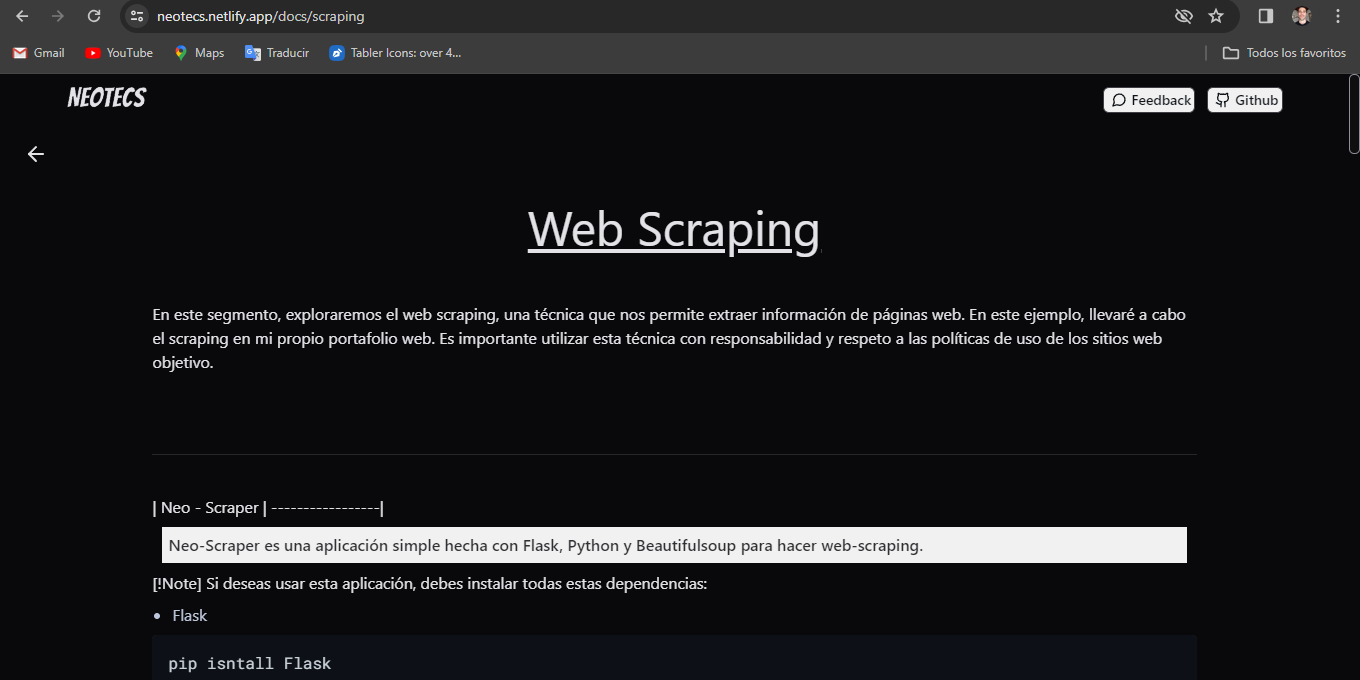 neotecs.netlify.app/docs/scraping
Gmail YouTube Maps Traducir Tabler Icons: over 4... Todos los favoritos
NEOTECS Feedback Github
Web Scraping
En este segmento, exploraremos el web scraping, una técnica que nos permite extraer información de páginas web. En este ejemplo, llevaré a cabo
el scraping en mi propio portafolio web. Es importante utilizar esta técnica con responsabilidad y respeto a las políticas de uso de los sitios web
objetivo.
| Neo - Scraper | -----------------|
Neo-Scraper es una aplicación simple hecha con Flask, Python y Beautifulsoup para hacer web-scraping.
[!Note] Si deseas usar esta aplicación, debes instalar todas estas dependencias:
• Flask
pip isntall Flask